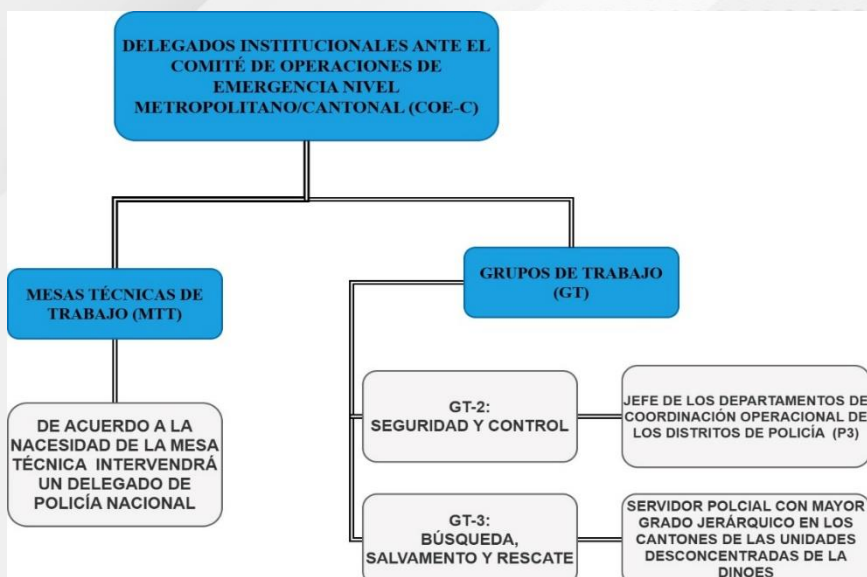 DELEGADOS INSTITUCIONALES ANTE EL
COMITÉ DE OPERACIONES DE
EMERGENCIA NIVEL
METROPOLITANO/CANTONAL (COE-C)
MESAS TÉCNICAS DE
TRABAJO (MTT)
GRUPOS DE TRABAJO
(GT)
DE ACUERDO A LA
NACESIDAD DE LA MESA
TÉCNICA INTERVENDRÁ
UN DELEGADO DE
POLICÍA NACIONAL
GT-2:
SEGURIDAD Y CONTROL
JEFE DE LOS DEPARTAMENTOS DE
COORDINACIÓN OPERACIONAL DE
LOS DISTRITOS DE POLICÍA (P3)
GT-3:
BÚSQUEDA,
SALVAMENTO Y RESCATE
SERVIDOR POLCIAL CON MAYOR
GRADO JERÁRQUICO EN LOS
CANTONES DE LAS UNIDADES
DESCONCENTRADAS DE LA
DINOES